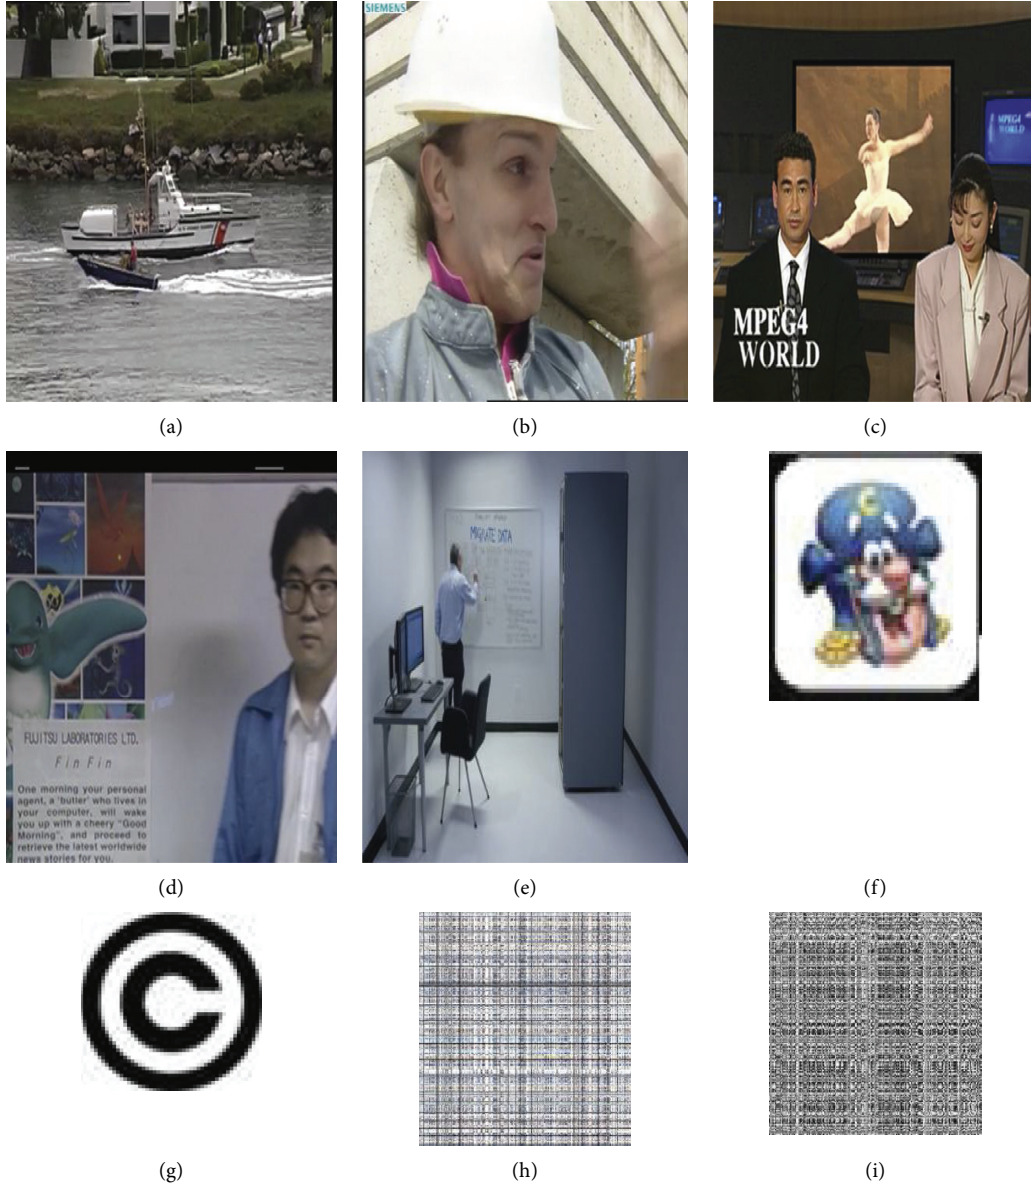 SIEMENS
U.S. COAST GUARD
MPEG4
WORLD
MPEG4
WORLD
(a)
(b)
(c)
MIGRATE DATA
FUJITSU LABORATORIES LTD.
Fin Fin
One morning your personal
agent, a 'butler' who lives in
your computer, will wake
you up with a cheery "Good
Morning", and proceed to
retrieve the latest worldwide
news stories for you.
(d)
(e)
C
(f)
C
(g)
(h)
(i)